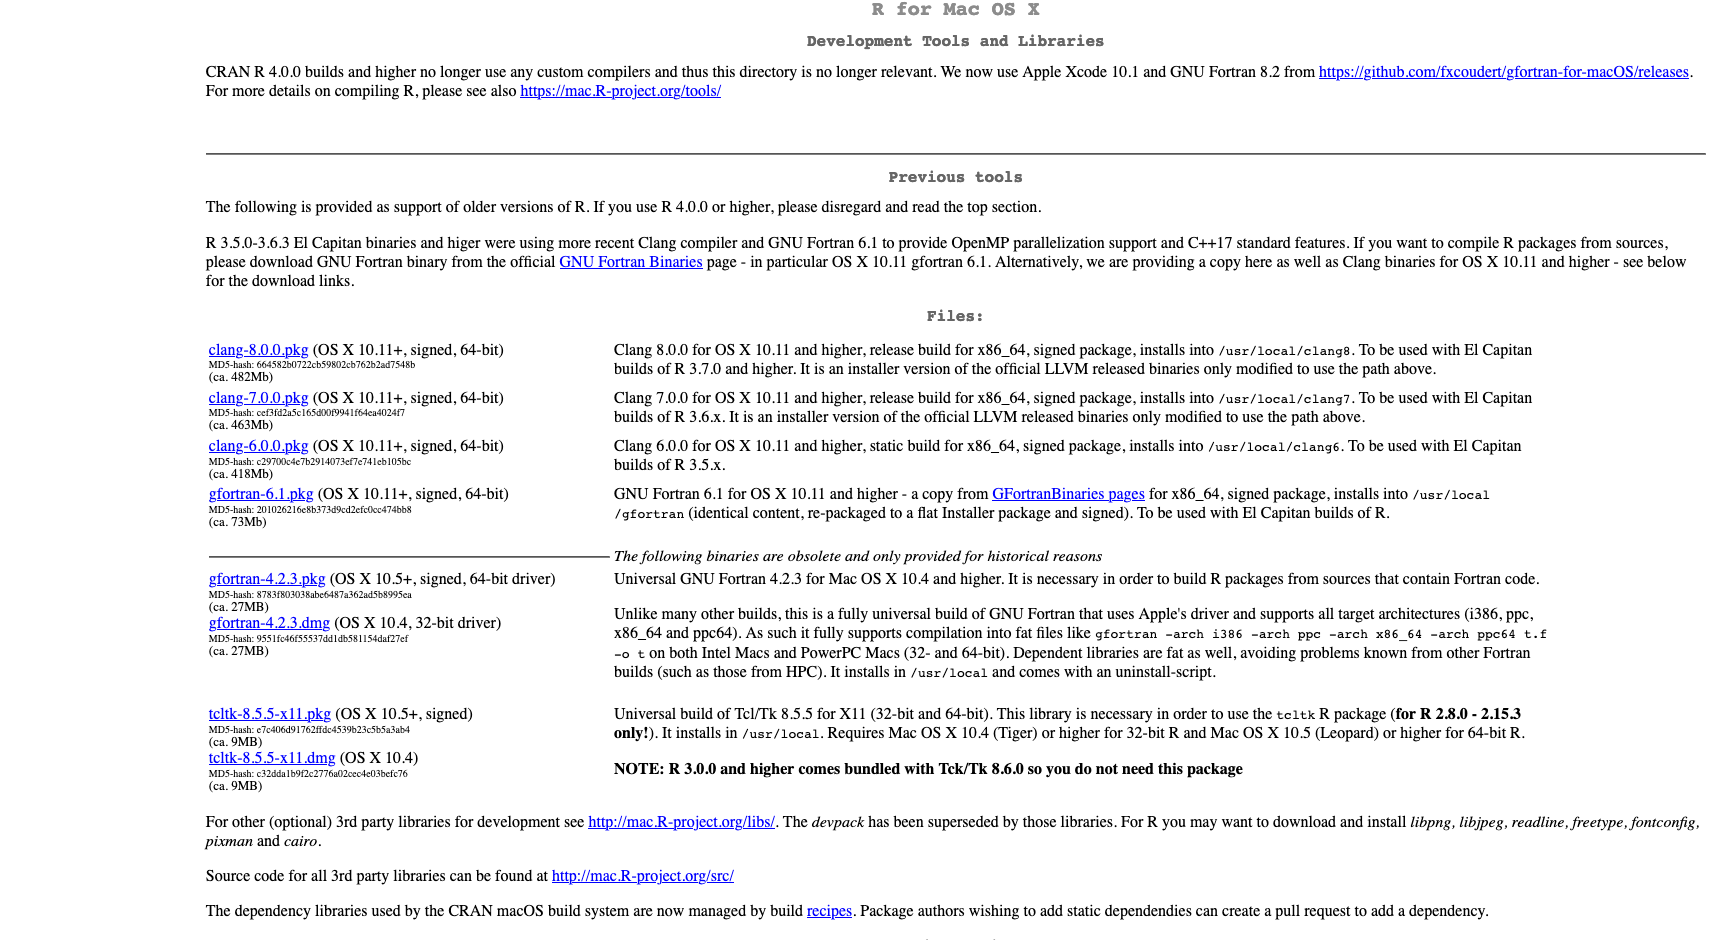 R for Mac OS X
Development Tools and Libraries
CRAN R 4.0.0 builds and higher no longer use any custom compilers and thus this directory is no longer relevant. We now use Apple Xcode 10.1 and GNU Fortran 8.2 from https://github.com/fxcoudert/gfortran-for-macOS/releases.
For more details on compiling R, please see also https://mac.R-project.org/tools/
Previous tools
The following is provided as support of older versions of R. If you use R 4.0.0 or higher, please disregard and read the top section.
R 3.5.0-3.6.3 El Capitan binaries and higer were using more recent Clang compiler and GNU Fortran 6.1 to provide OpenMP parallelization support and C++17 standard features. If you want to compile R packages from sources,
please download GNU Fortran binary from the official GNU Fortran Binaries page - in particular OS X 10.11 gfortran 6.1. Alternatively, we are providing a copy here as well as Clang binaries for OS X 10.11 and higher - see below
for the download links.
Files:
clang-8.0.0.pkg (OS X 10.11+, signed, 64-bit)
MD5-hash: 664582b0722cb59802cb762b2ad7548b
(ca. 482Mb)
Clang 8.0.0 for OS X 10.11 and higher, release build for x86_64, signed package, installs into /usr/local/clang8. To be used with El Capitan
builds of R 3.7.0 and higher. It is an installer version of the official LLVM released binaries only modified to use the path above.
clang-7.0.0.pkg (OS X 10.11+, signed, 64-bit)
MD5-hash: cef3fd2a5c165d00f9941f64ea4024f7
(ca. 463Mb)
Clang 7.0.0 for OS X 10.11 and higher, release build for x86_64, signed package, installs into /usr/local/clang7. To be used with El Capitan
builds of R 3.6.x. It is an installer version of the official LLVM released binaries only modified to use the path above.
clang-6.0.0.pkg (OS X 10.11+, signed, 64-bit)
MD5-hash: c29700c4e7b2914073ef7e741eb105bc
(ca. 418Mb)
Clang 6.0.0 for OS X 10.11 and higher, static build for x86_64, signed package, installs into /usr/local/clang6. To be used with El Capitan
builds of R 3.5.x.
gfortran-6.1.pkg (OS X 10.11+, signed, 64-bit)
MD5-hash: 201026216e8b373d9cd2efc0cc474bb8
(ca. 73Mb)
GNU Fortran 6.1 for OS X 10.11 and higher - a copy from GFortranBinaries pages for x86_64, signed package, installs into /usr/local
/gfortran (identical content, re-packaged to a flat Installer package and signed). To be used with El Capitan builds of R.
The following binaries are obsolete and only provided for historical reasons
gfortran-4.2.3.pkg (OS X 10.5+, signed, 64-bit driver)
MD5-hash: 8783f803038abe6487a362ad5b8995ea
(ca. 27MB)
gfortran-4.2.3.dmg (OS X 10.4, 32-bit driver)
MD5-hash: 9551fc46f55537dd1db581154daf27ef
(ca. 27MB)
Universal GNU Fortran 4.2.3 for Mac OS X 10.4 and higher. It is necessary in order to build R packages from sources that contain Fortran code.
Unlike many other builds, this is a fully universal build of GNU Fortran that uses Apple's driver and supports all target architectures (i386, ppc,
x86_64 and ppc64). As such it fully supports compilation into fat files like gfortran -arch i386 -arch ppc -arch x86_64 -arch ppc64 t.f
-o t on both Intel Macs and PowerPC Macs (32- and 64-bit). Dependent libraries are fat as well, avoiding problems known from other Fortran
builds (such as those from HPC). It installs in /usr/local and comes with an uninstall-script.
tcltk-8.5.5-x11.pkg (OS X 10.5+, signed)
MD5-hash: e7c406d91762ffdc4539b23c5b5a3ab4
(ca. 9MB)
tcltk-8.5.5-x11.dmg (OS X 10.4)
MD5-hash: c32dda1b9f2c2776a02cec4e03befc76
(ca. 9MB)
Universal build of Tcl/Tk 8.5.5 for X11 (32-bit and 64-bit). This library is necessary in order to use the tcltk R package (for R 2.8.0 - 2.15.3
only!). It installs in /usr/local. Requires Mac OS X 10.4 (Tiger) or higher for 32-bit R and Mac OS X 10.5 (Leopard) or higher for 64-bit R.
NOTE: R 3.0.0 and higher comes bundled with Tck/Tk 8.6.0 so you do not need this package
For other (optional) 3rd party libraries for development see http://mac.R-project.org/libs/. The devpack has been superseded by those libraries. For R you may want to download and install libpng, libjpeg, readline, freetype, fontconfig,
pixman and cairo.
Source code for all 3rd party libraries can be found at http://mac.R-project.org/src/
The dependency libraries used by the CRAN macOS build system are now managed by build recipes. Package authors wishing to add static dependendies can create a pull request to add a dependency.